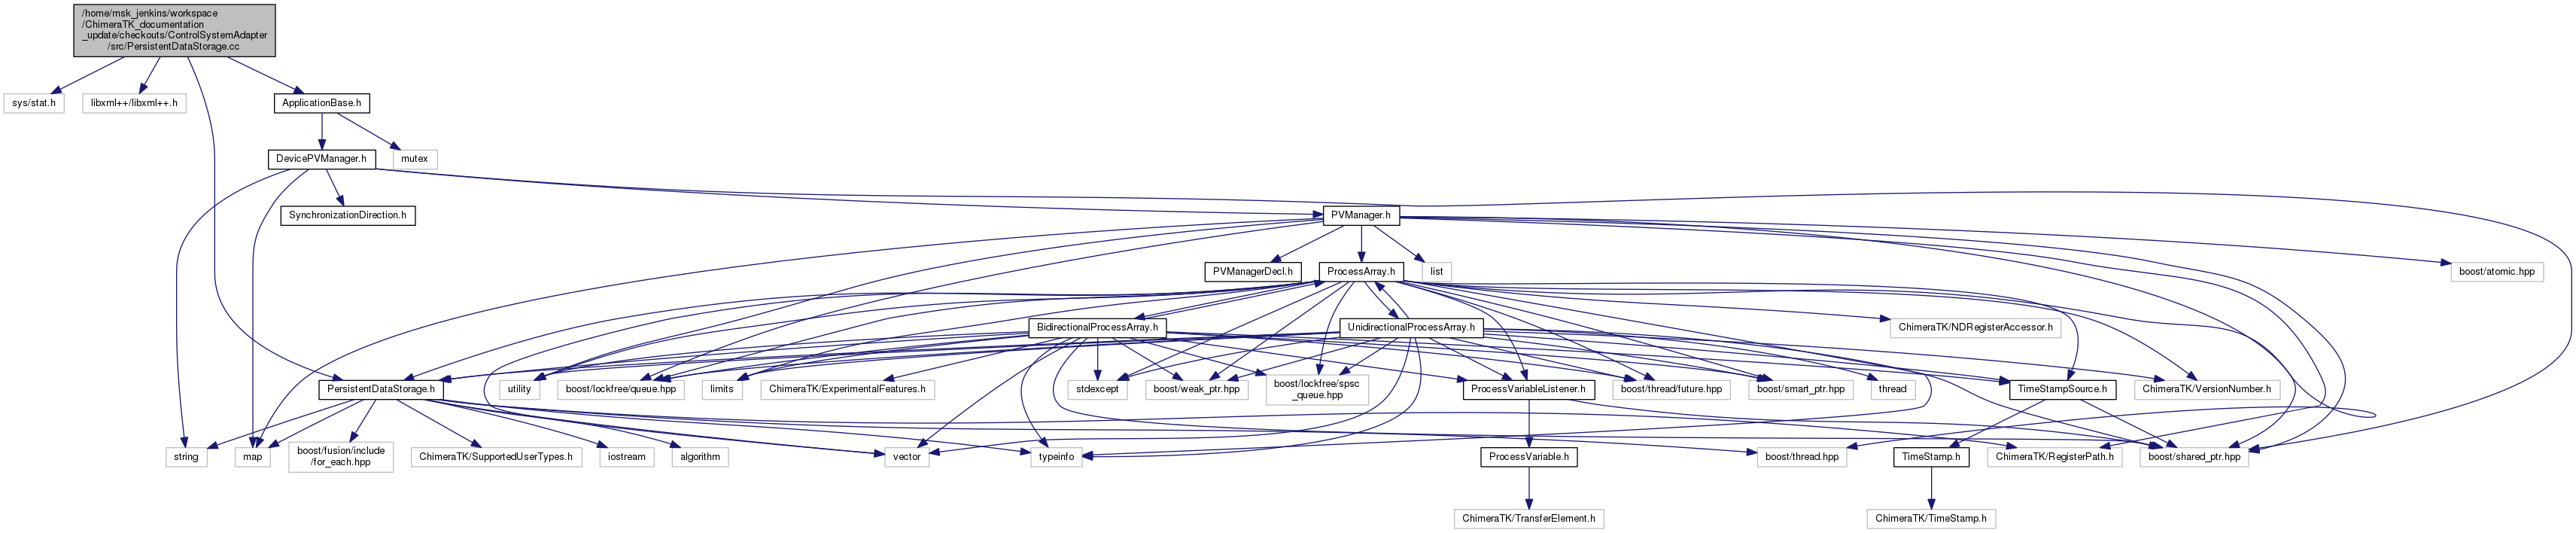 /home/msk_jenkins/workspace
/ChimeraTK_documentation
_update/checkouts/ControlSystemAdapter
/src/PersistentDataStorage.cc
sys/stat.h
libxml++/libxml++.h
ApplicationBase.h
DevicePVManager.h
mutex
SynchronizationDirection.h
PVManager.h
PVManagerDecl.h
ProcessArray.h
list
boost/atomic.hpp
BidirectionalProcessArray.h
UnidirectionalProcessArray.h
ChimeraTK/NDRegisterAccessor.h
PersistentDataStorage.h
utility
boost/lockfree/queue.hpp
limits
ChimeraTK/ExperimentalFeatures.h
stdexcept
boost/weak_ptr.hpp
boost/lockfree/spsc
_queue.hpp
ProcessVariableListener.h
boost/thread/future.hpp
boost/smart_ptr.hpp
thread
TimeStampSource.h
ChimeraTK/VersionNumber.h
string
map
boost/fusion/include
/for_each.hpp
ChimeraTK/SupportedUserTypes.h
iostream
algorithm
vector
typeinfo
ProcessVariable.h
boost/thread.hpp
TimeStamp.h
ChimeraTK/RegisterPath.h
boost/shared_ptr.hpp
ChimeraTK/TransferElement.h
ChimeraTK/TimeStamp.h